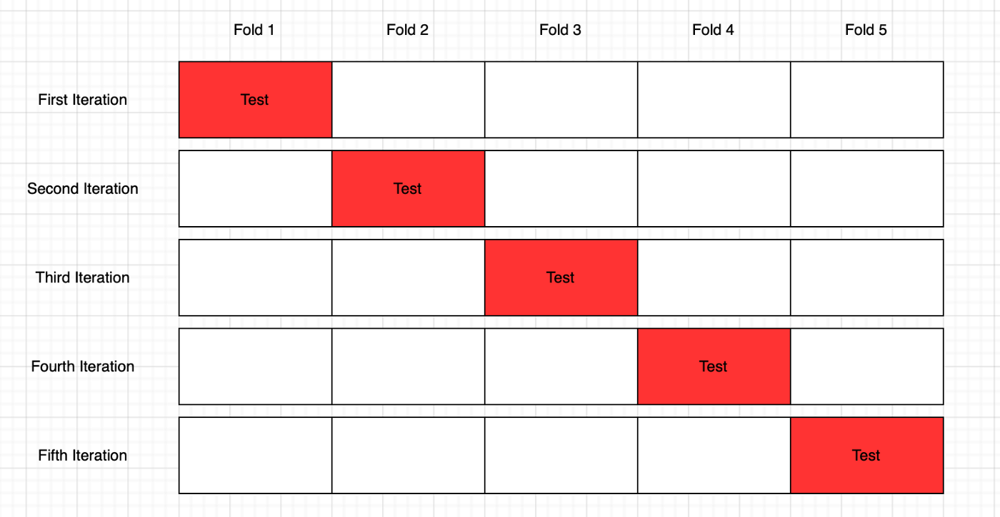 Fold 1 Fold 2 Fold 3 Fold 4 Fold 5
First Iteration Test
Second Iteration Test
Third Iteration Test
Fourth Iteration Test
Fifth Iteration Test